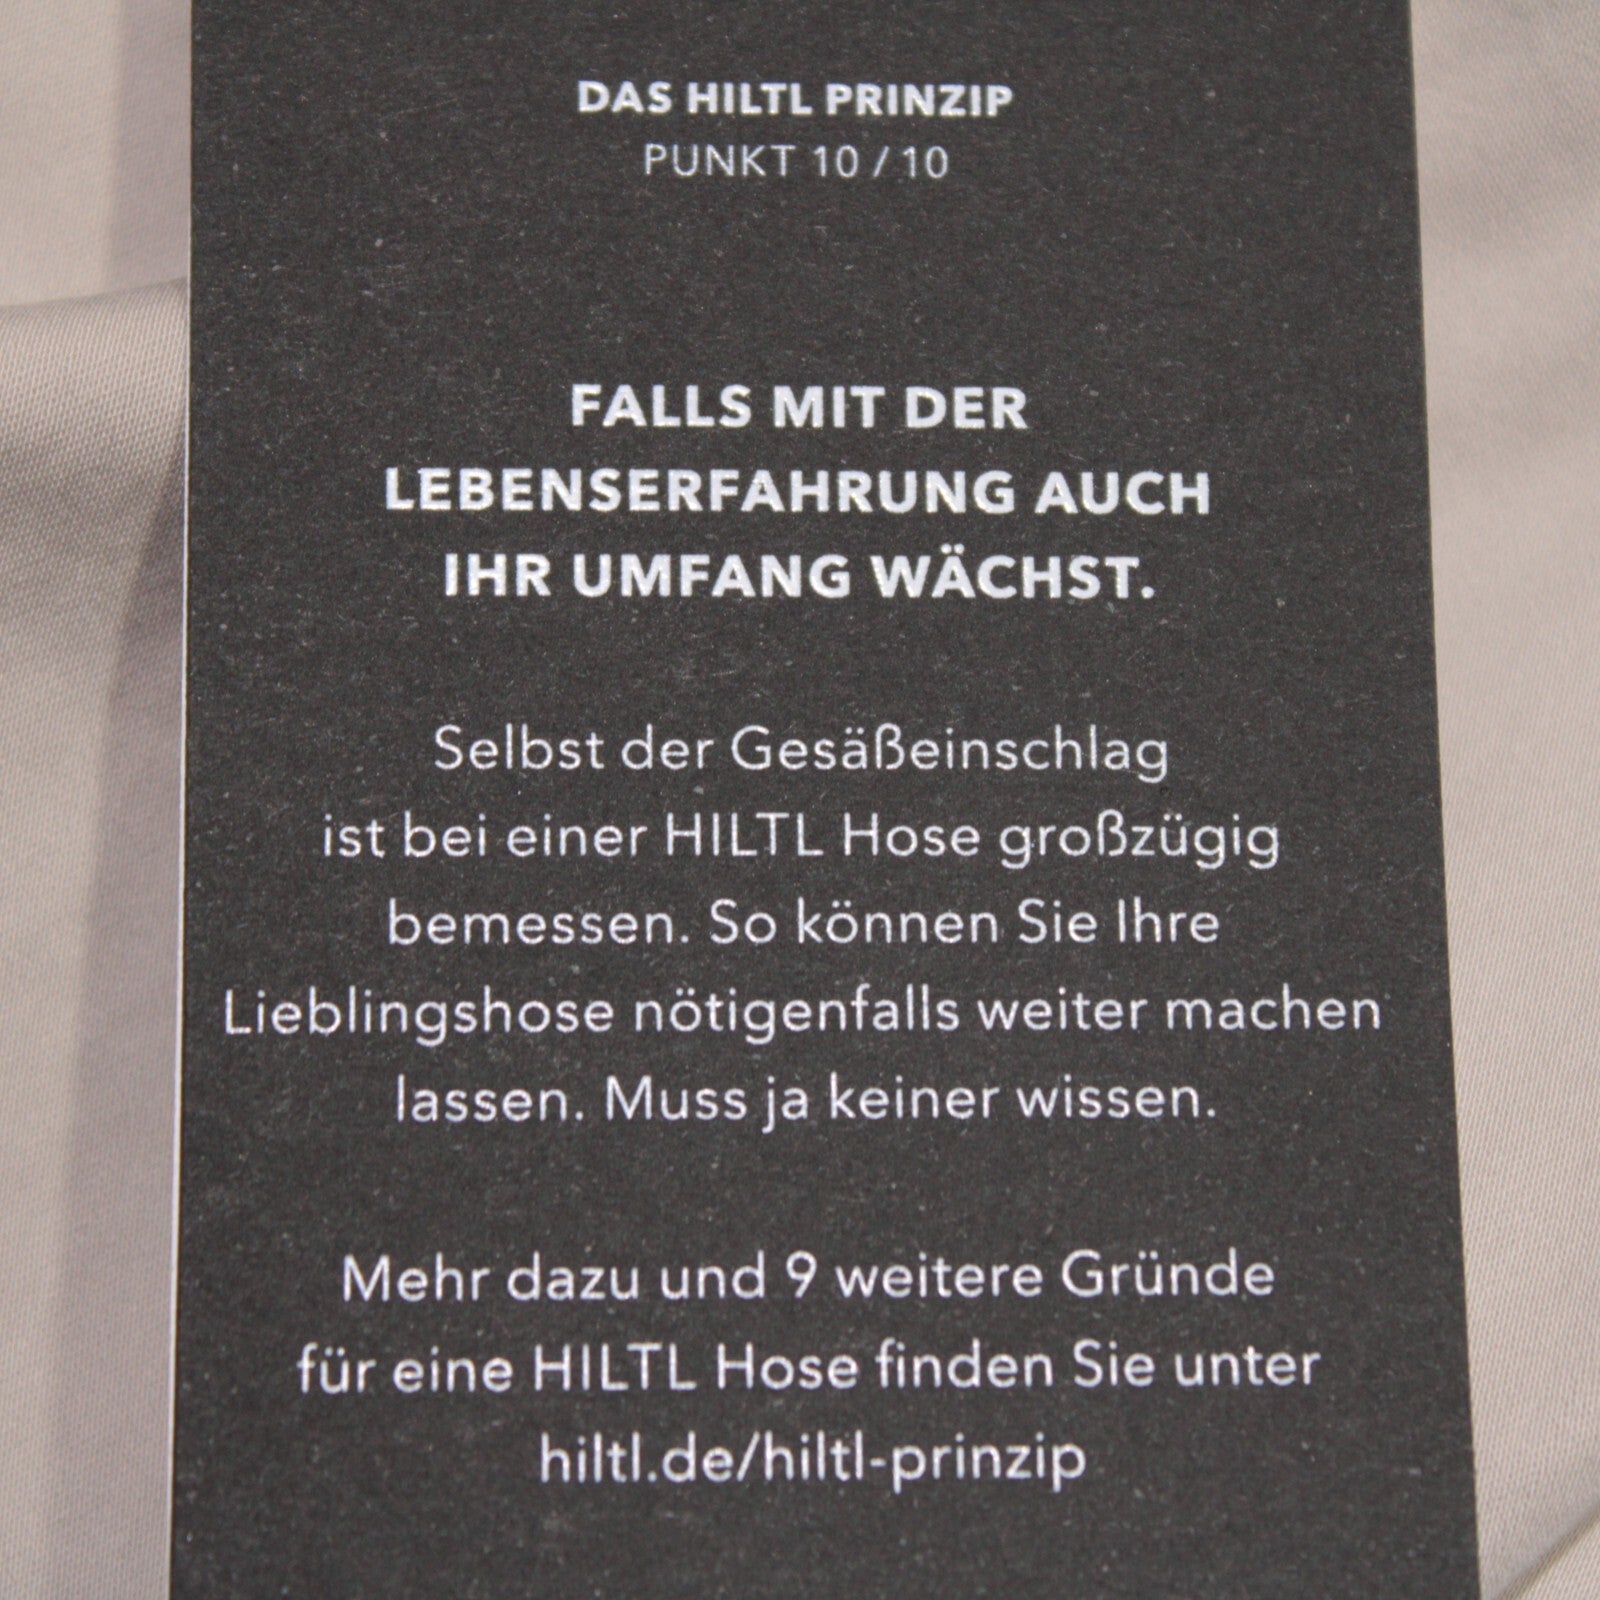 DAS HILTL PRINZIP
PUNKT 10 / 10
FALLS MIT DER
LEBENSERFAHRUNG AUCH
IHR UMFANG WÄCHST.
Selbst der Gesäßeinschlag
ist bei einer HILTL Hose großzügig
bemessen. So können Sie Ihre
Lieblingshose nötigenfalls weiter machen
lassen. Muss ja keiner wissen.
Mehr dazu und 9 weitere Gründe
für eine HILTL Hose finden Sie unter
hiltl.de/hiltl-prinzip